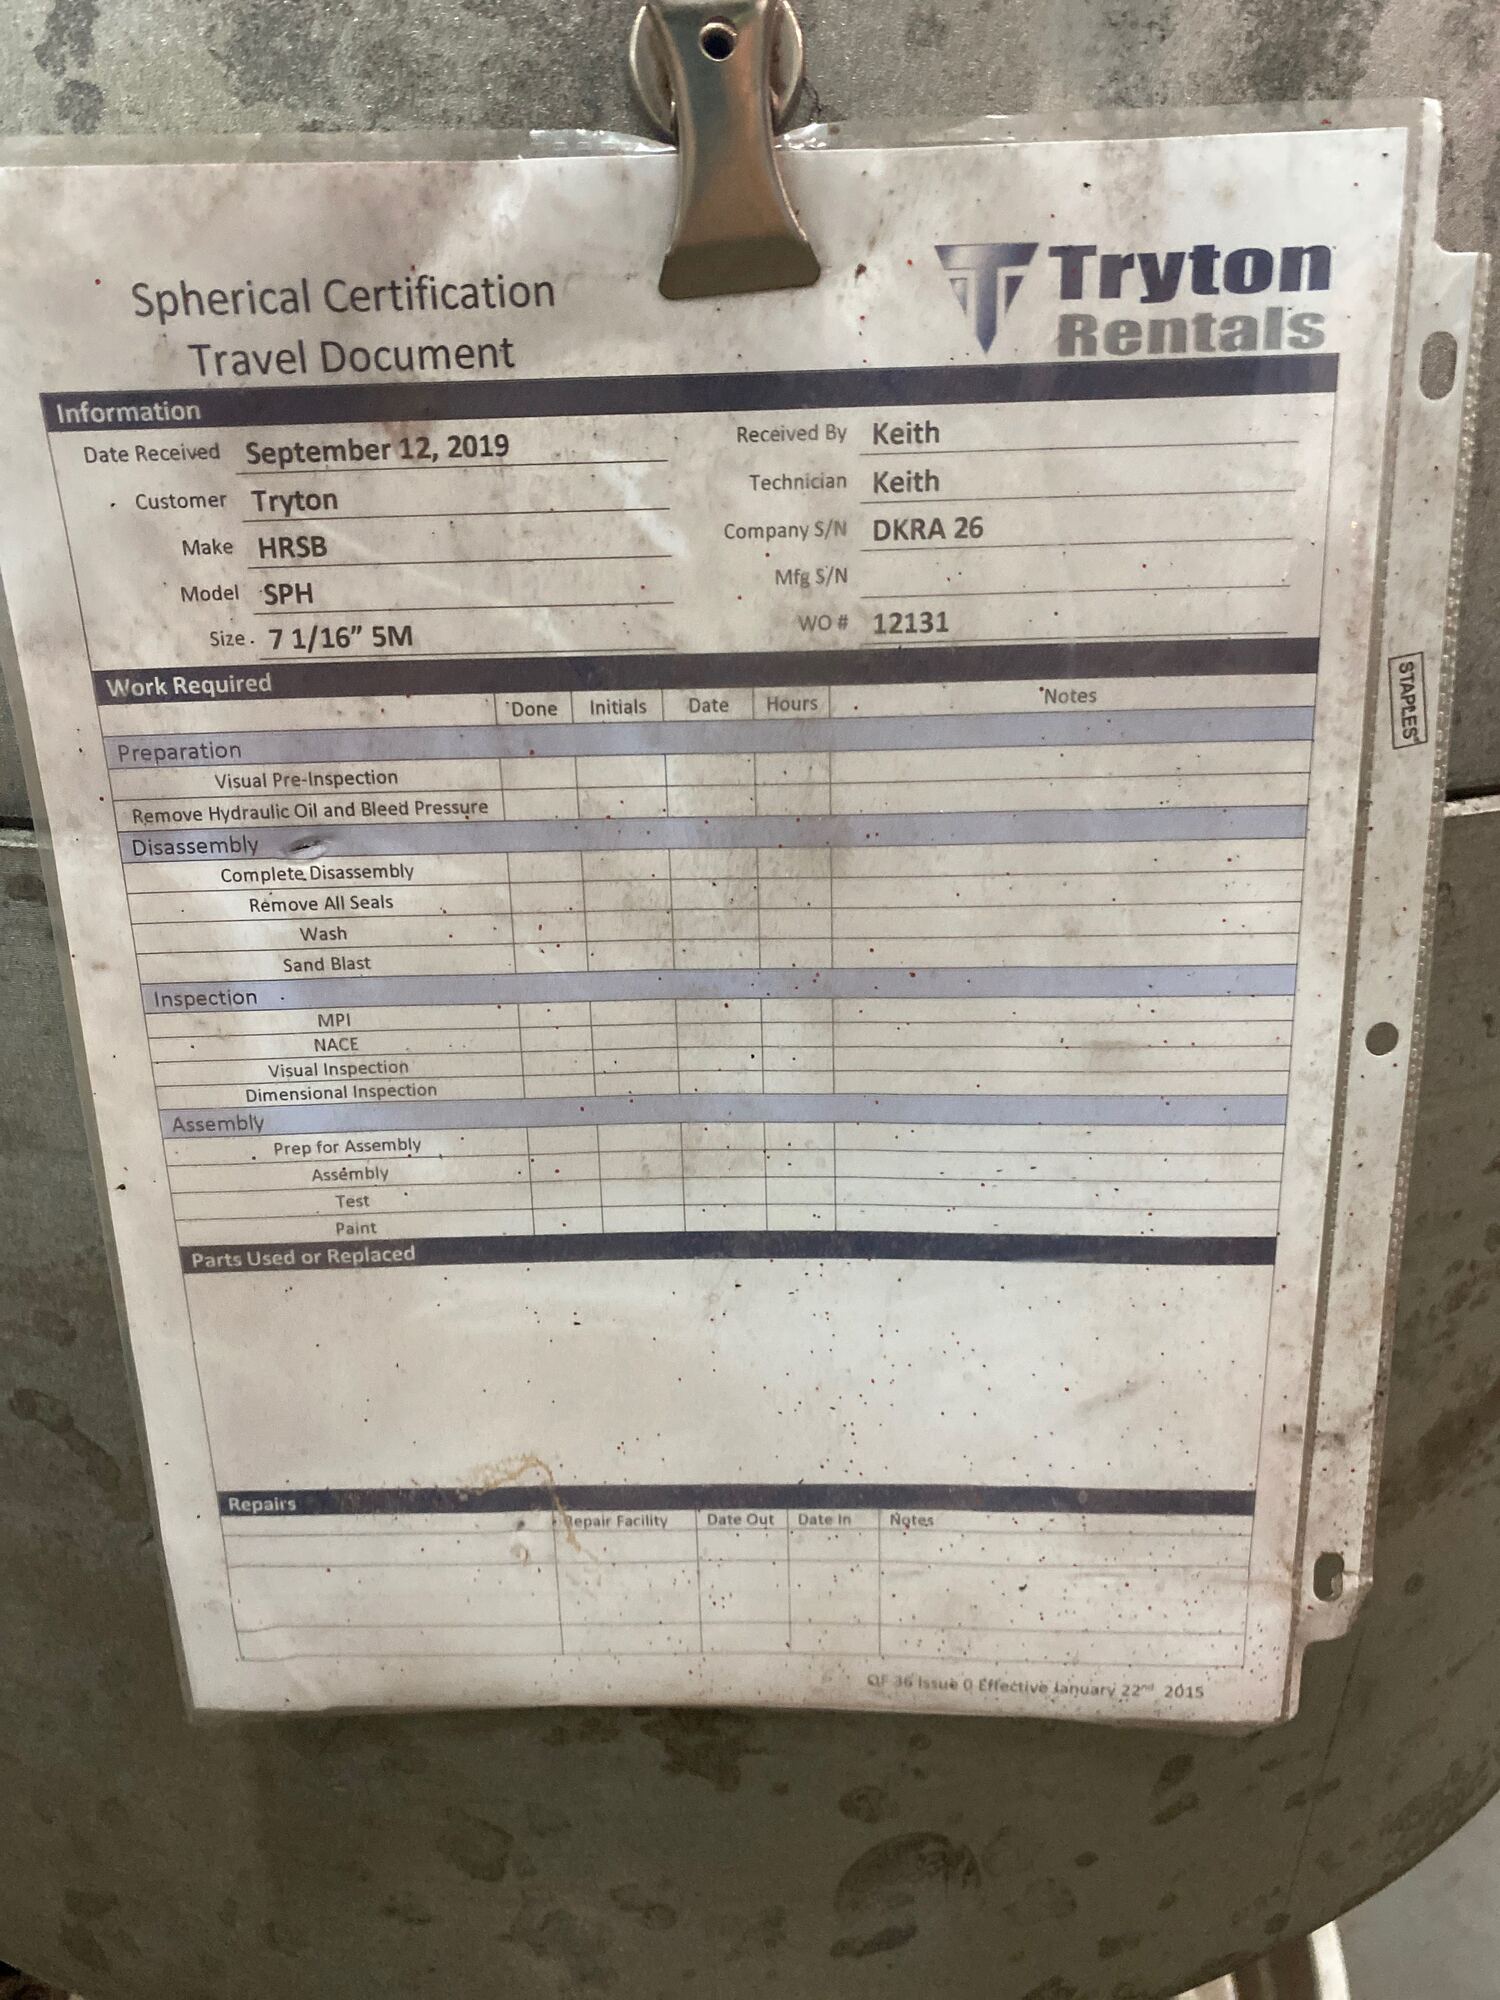 Spherical Certification
Travel Document
Tryton
Rentals
Information
Date Received September 12, 2019
Received By Keith
Customer Tryton
Technician Keith
Make HRSB
Company S/N DKRA 26
Model SPH
Mfg S/N
Size 7 1/16” 5M
WO # 12131
Work Required
Done Initials Date Hours Notes
Preparation
Visual Pre-Inspection
Remove Hydraulic Oil and Bleed Pressure
Disassembly
Complete Disassembly
Remove All Seals
Wash
Sand Blast
Inspection
MPI
NACE
Visual Inspection
Dimensional Inspection
Assembly
Prep for Assembly
Assembly
Test
Paint
Parts Used or Replaced
Repairs
Repair Facility Date Out Date In Notes
QF 36 Issue 0 Effective January 22nd 2015
STAPLES